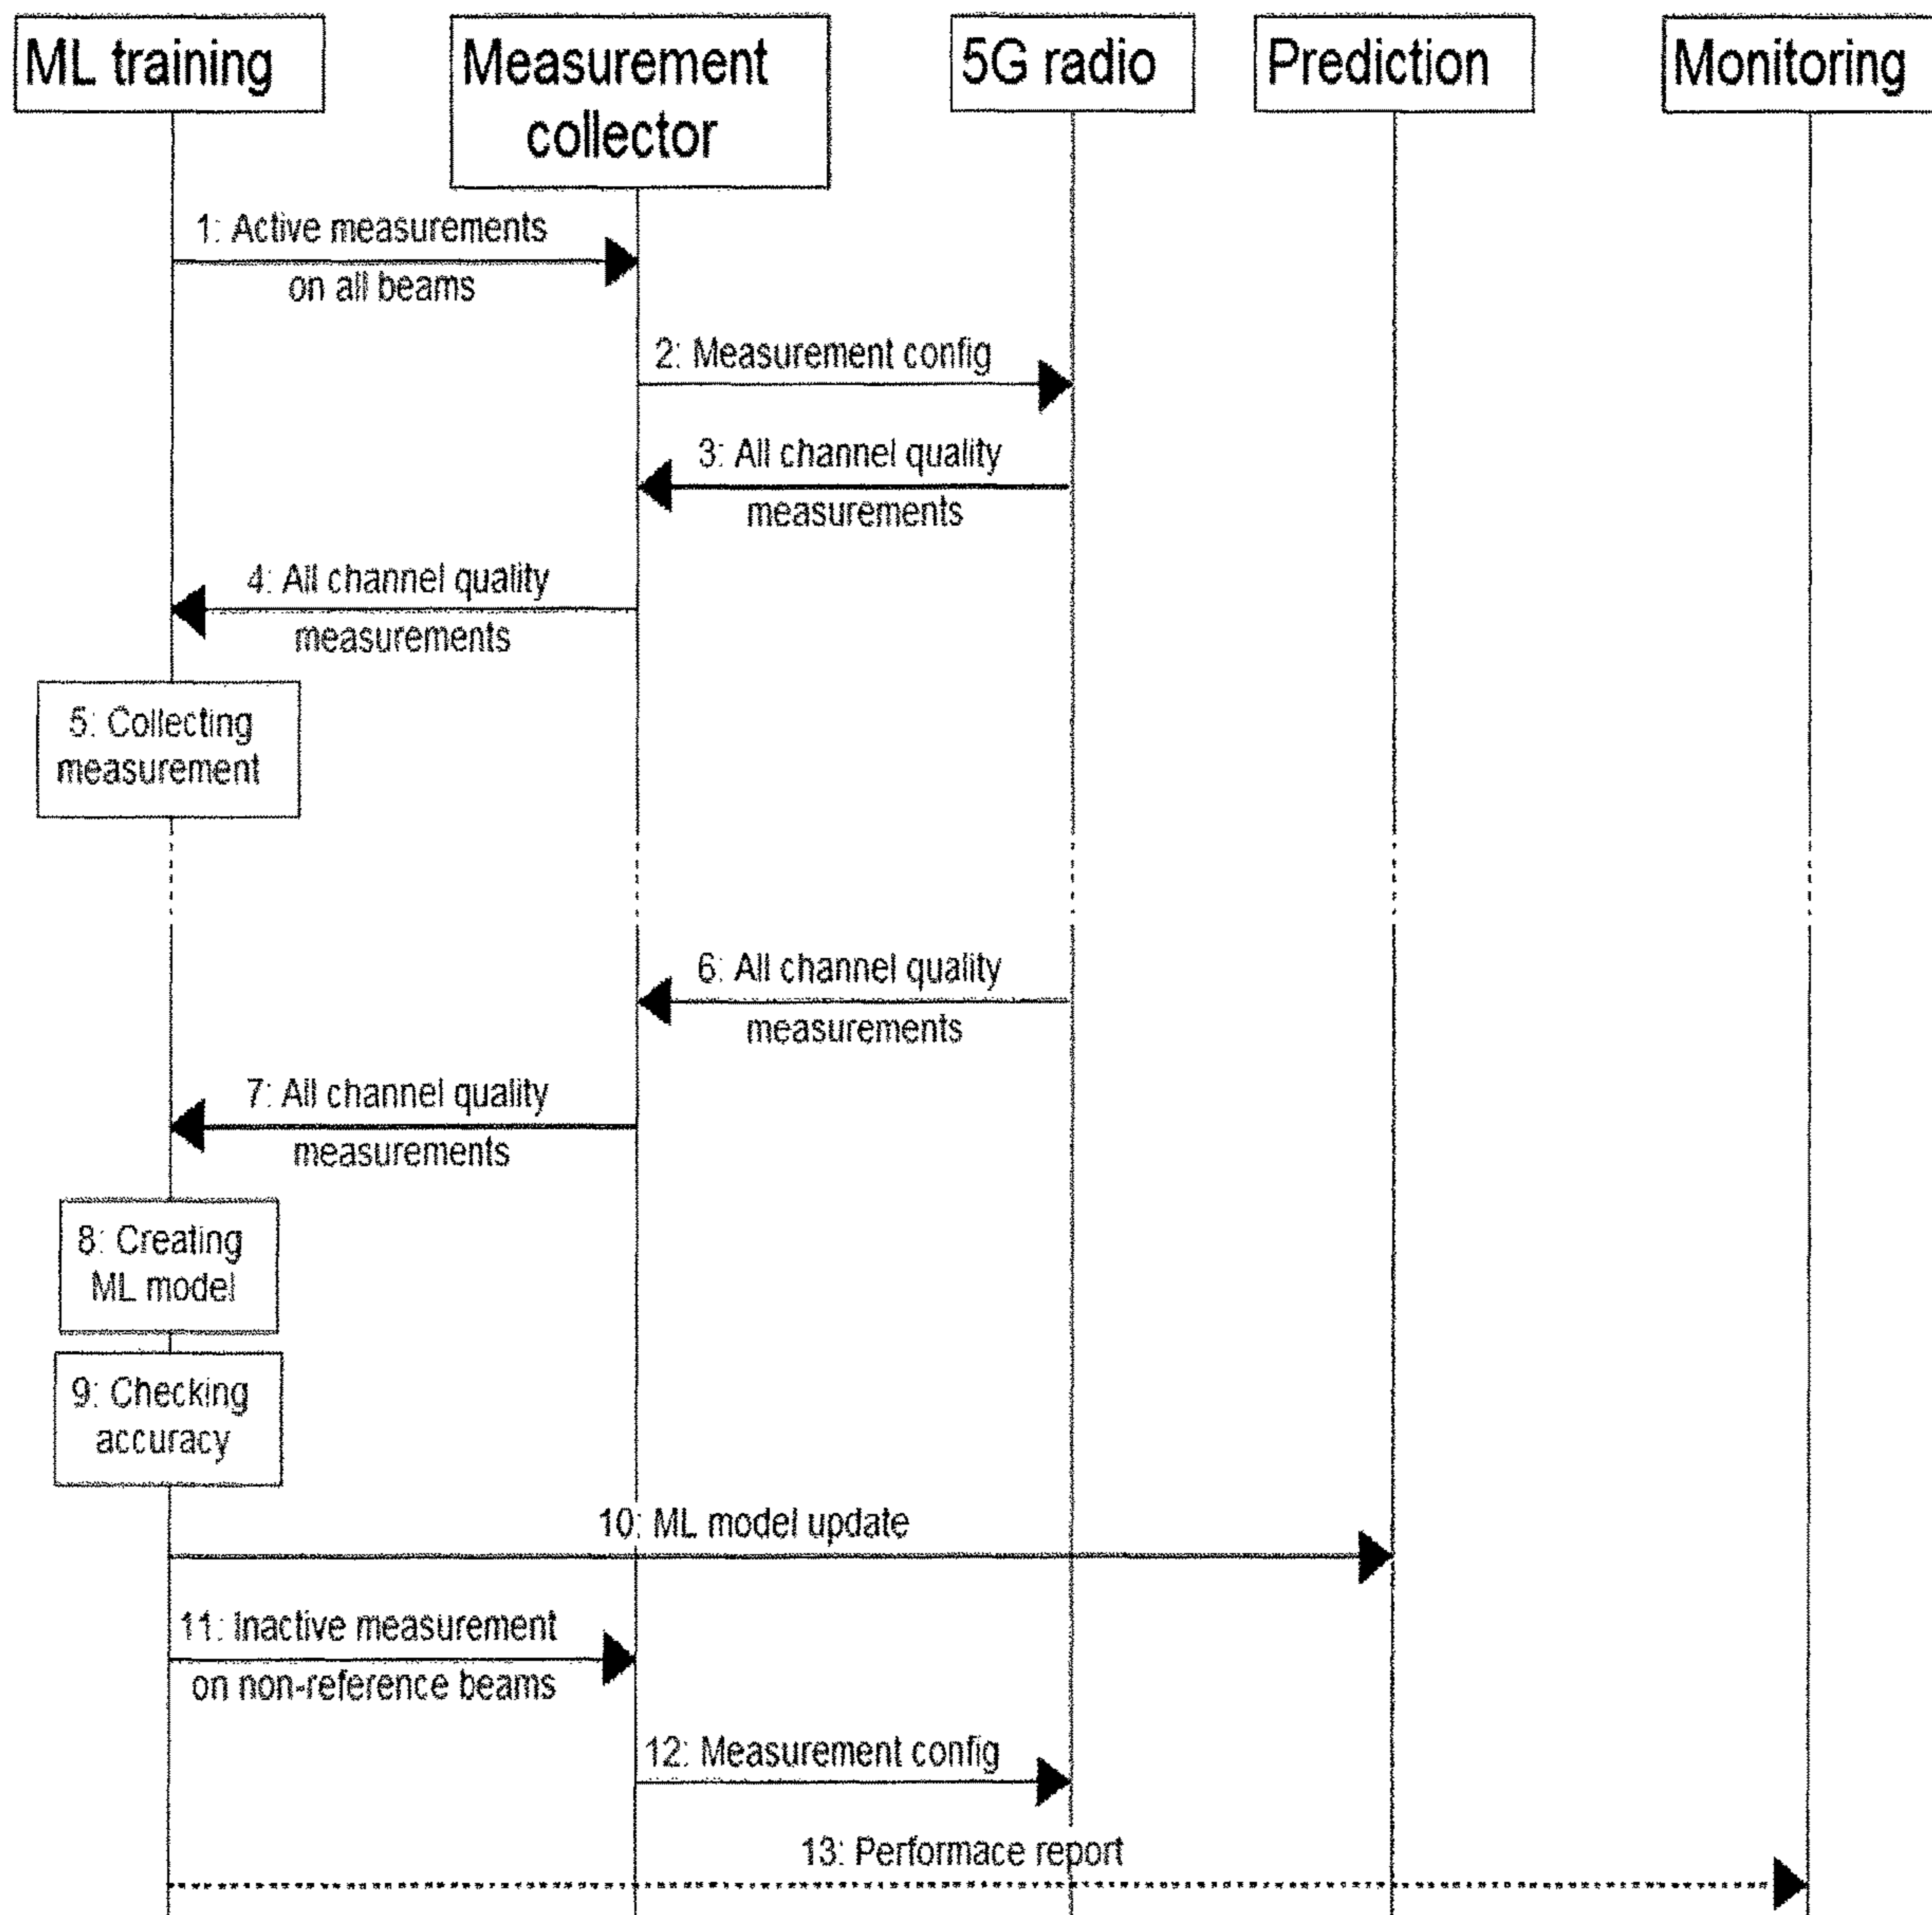 ML training
Measurement
collector
5G radio
Prediction
Monitoring
1: Active measurements
on all beams
2: Measurement config
3: All channel quality
measurements
4: All channel quality
measurements
5: Collecting
measurement
6: All channel quality
measurements
7: All channel quality
measurements
8: Creating
ML model
9: Checking
accuracy
10: ML model update
11: Inactive measurement
on non-reference beams
12: Measurement config
13: Performace report